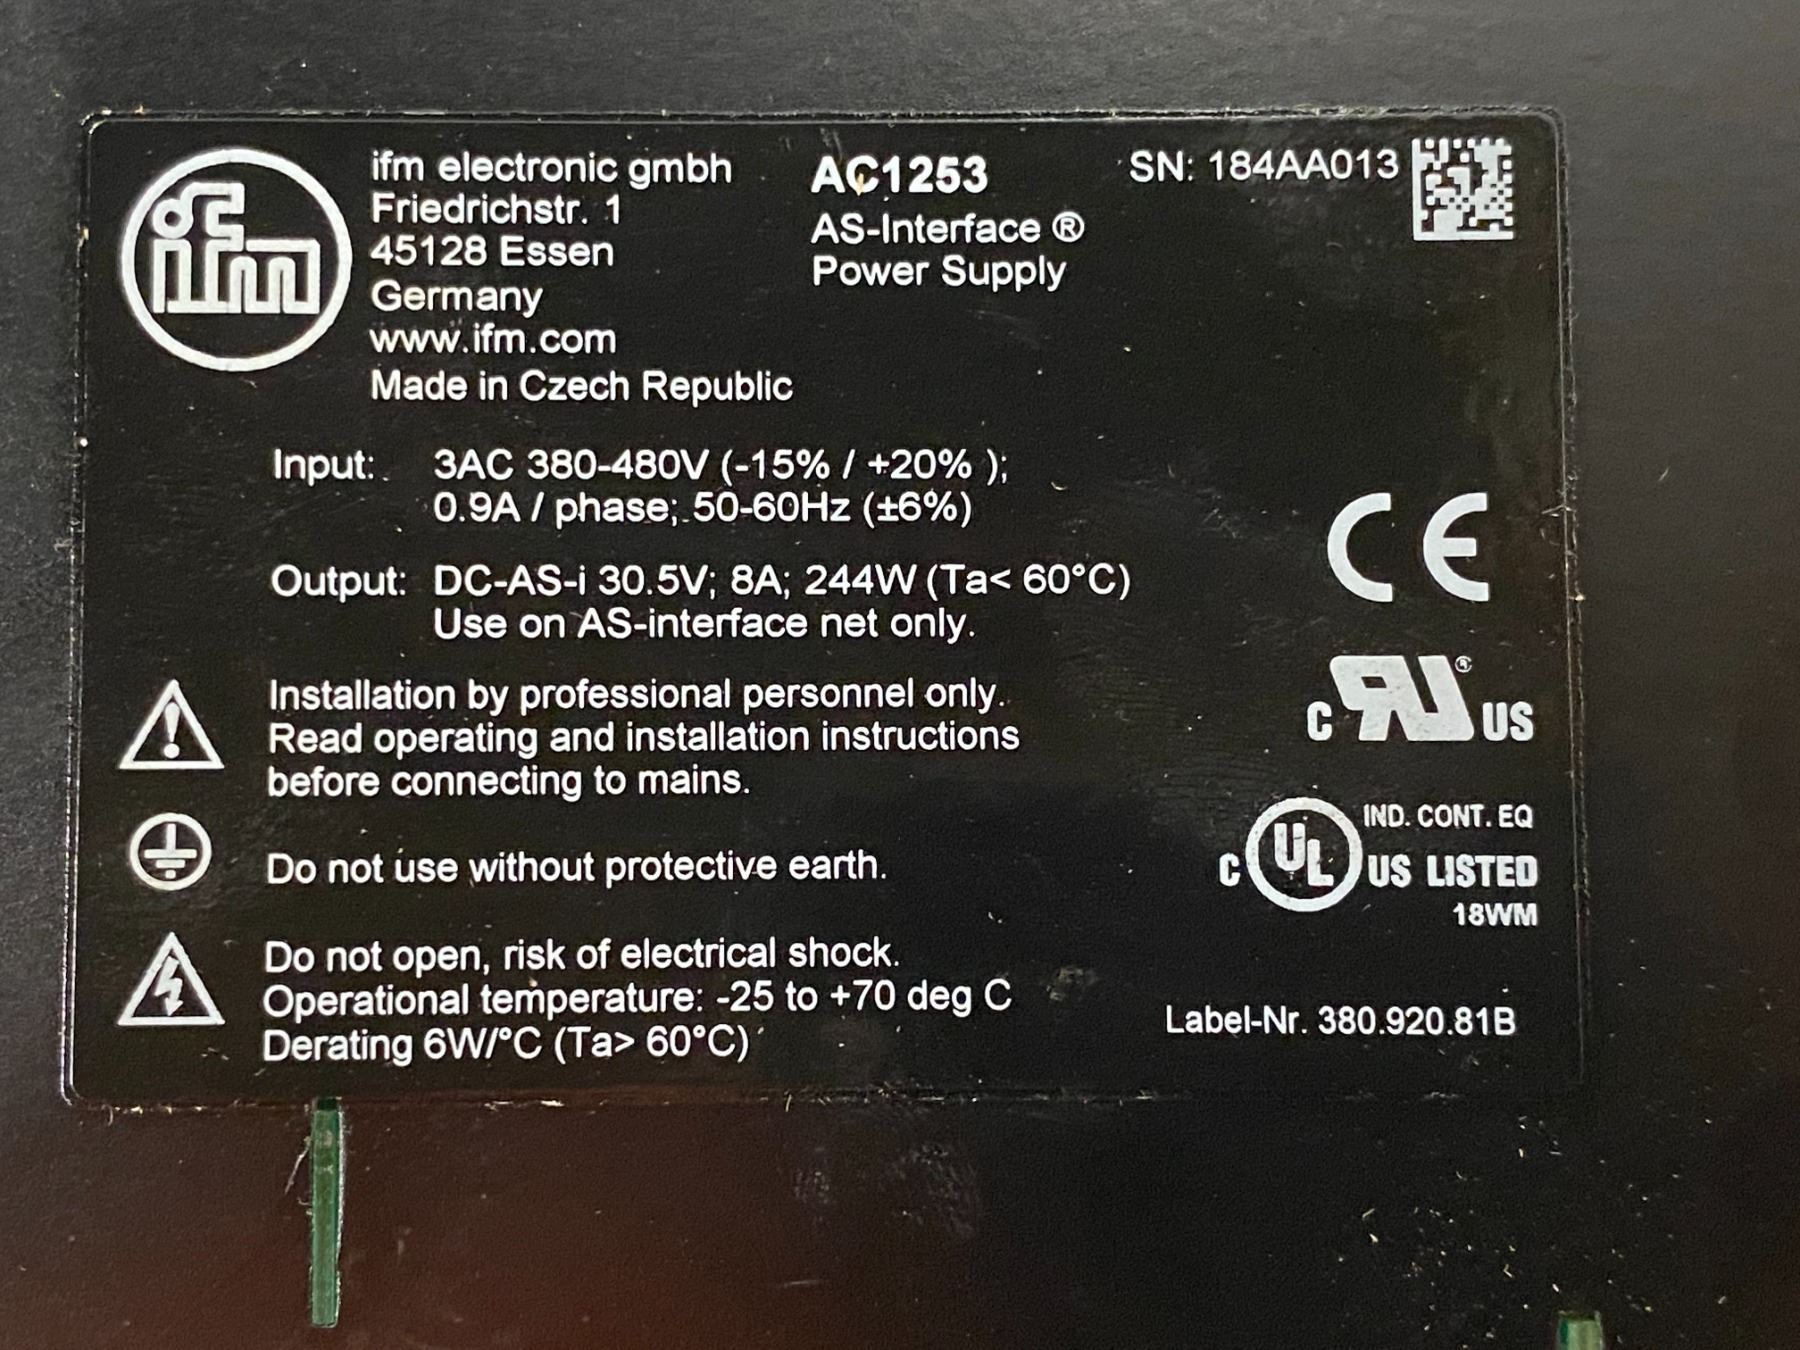 ifm
ifm electronic gmbh
Friedrichstr. 1
45128 Essen
Germany
www.ifm.com
Made in Czech Republic
AC1253
AS-Interface ®
Power Supply
SN: 184AA013
Input: 3AC 380-480V (-15% / +20% );
0.9A / phase; 50-60Hz (±6%)
Output: DC-AS-i 30.5V; 8A; 244W (Ta< 60°C)
Use on AS-interface net only.
CE
Installation by professional personnel only.
Read operating and installation instructions
before connecting to mains.
c RU ® US
Do not use without protective earth.
IND. CONT. EQ
c UL US LISTED
18WM
Do not open, risk of electrical shock.
Operational temperature: -25 to +70 deg C
Derating 6W/°C (Ta> 60°C)
Label-Nr. 380.920.81B